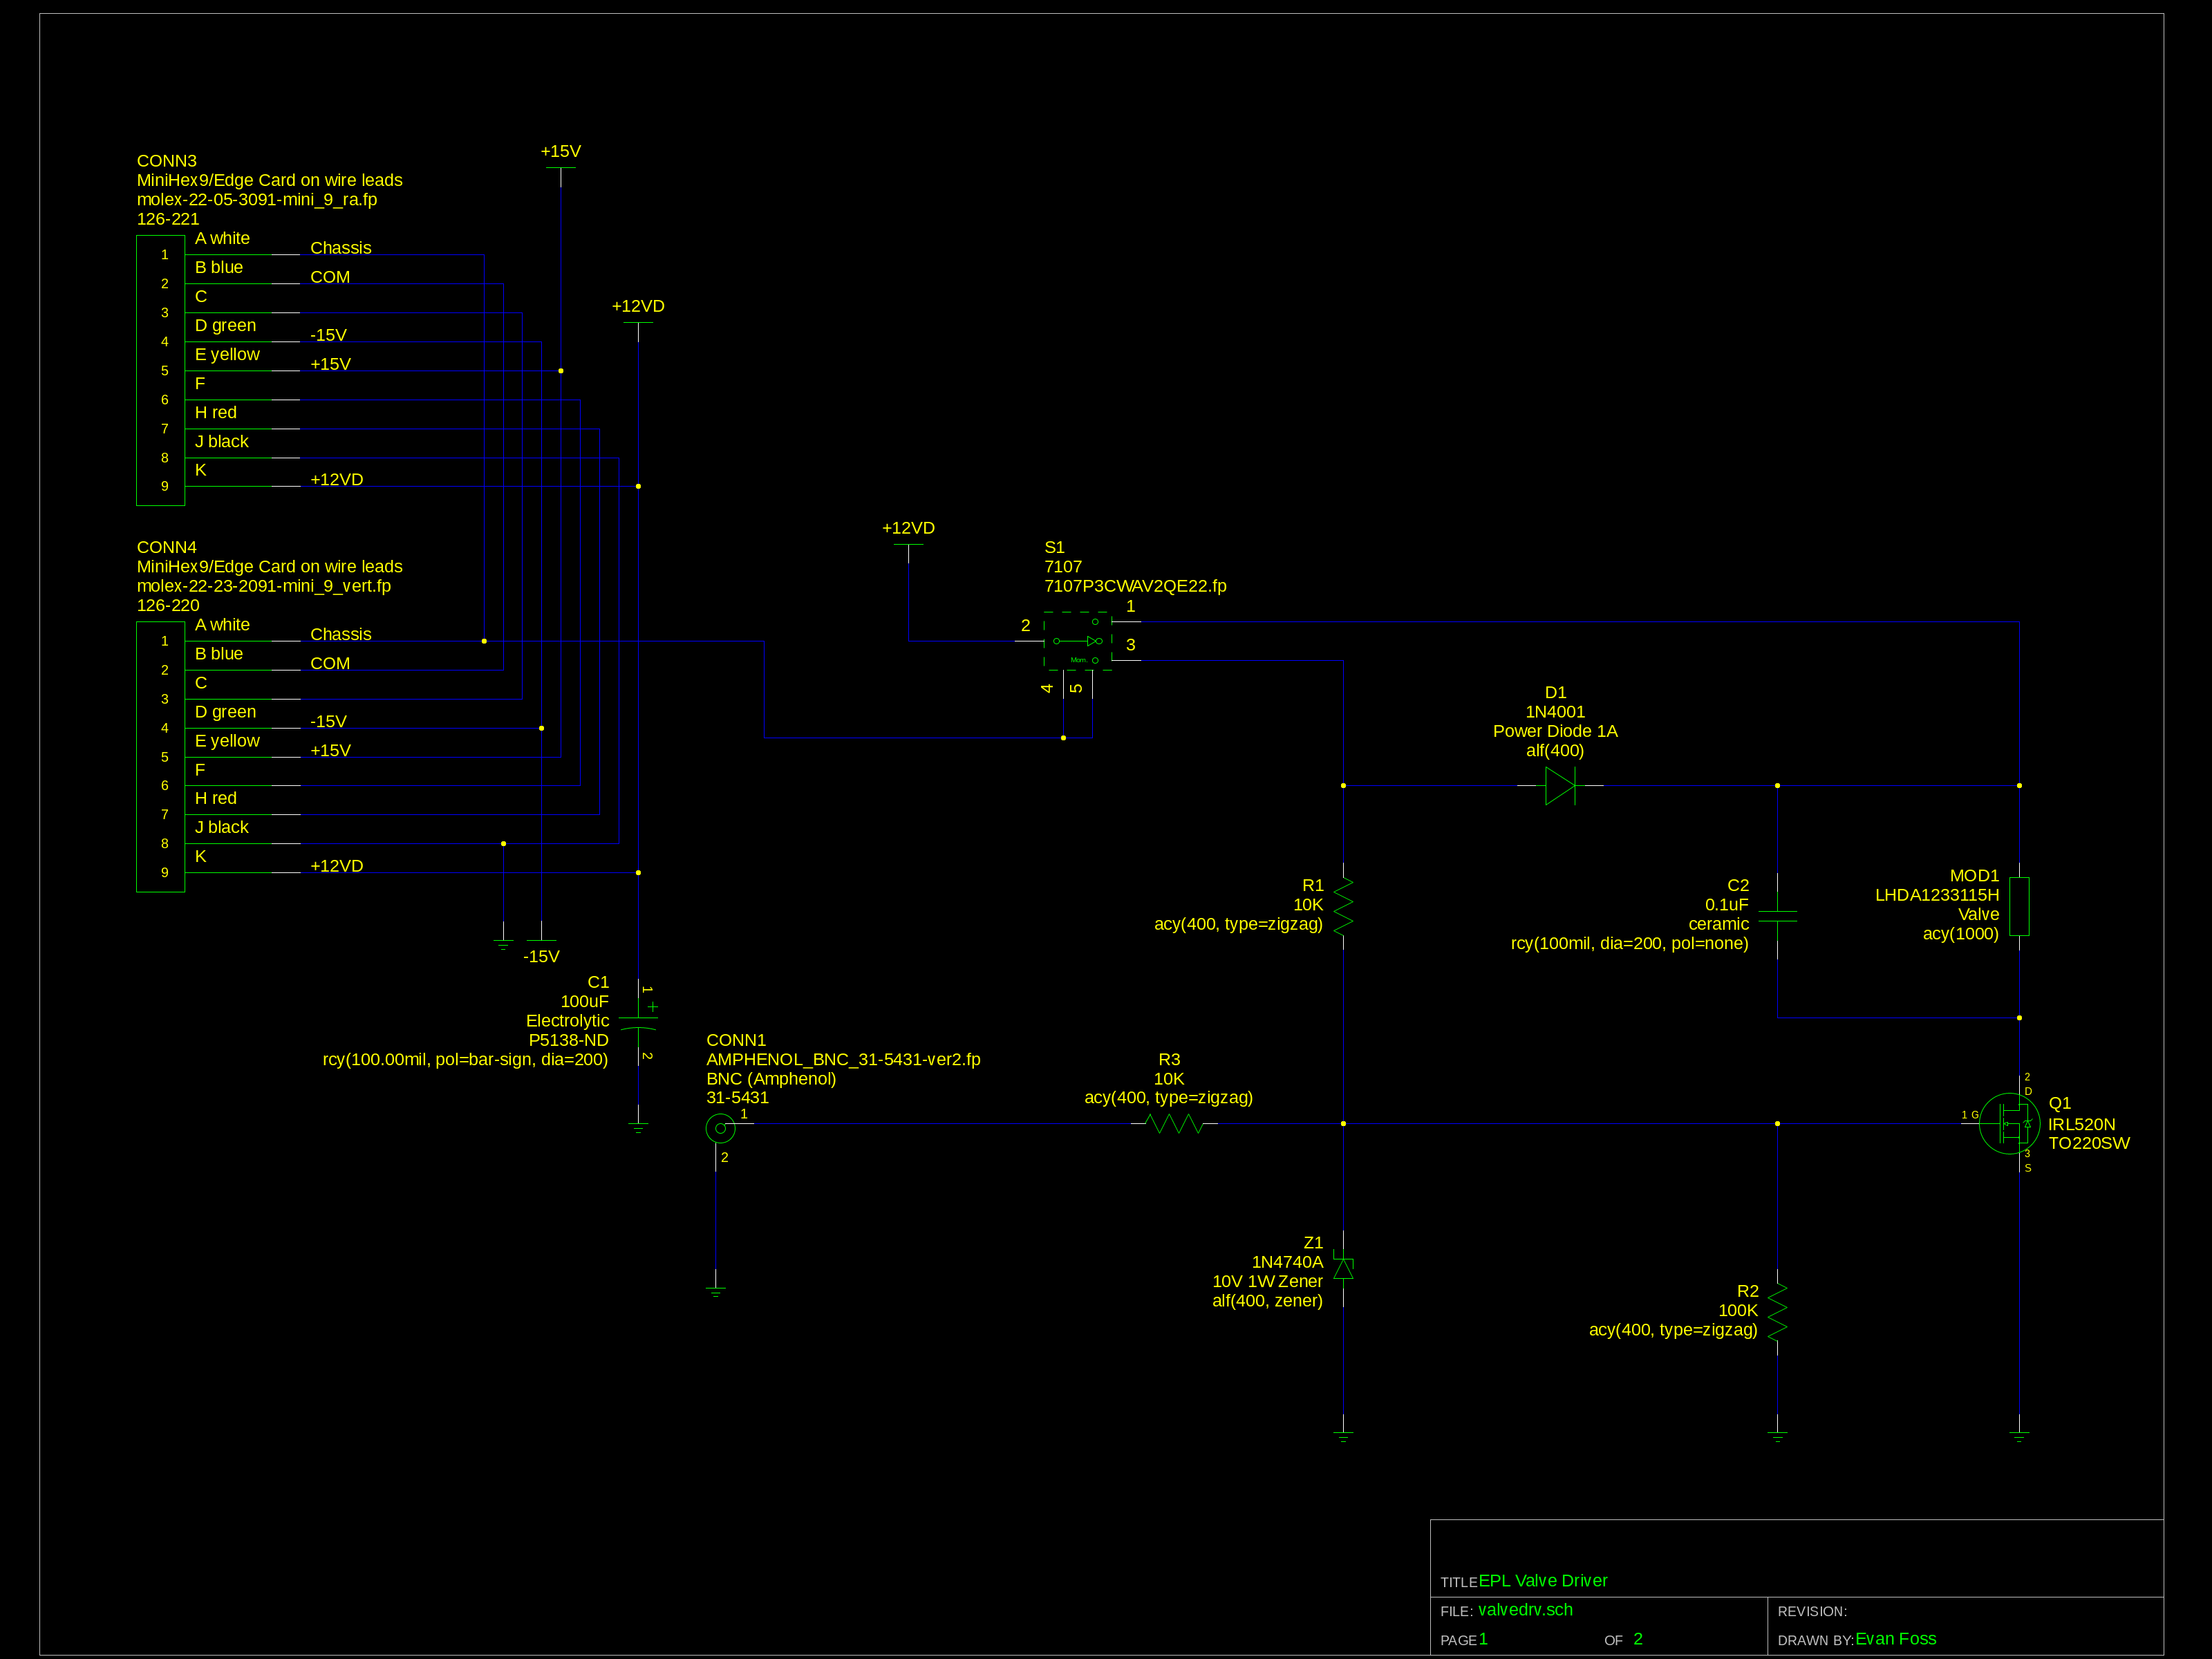 +15V
CONN3
MiniHex9/Edge Card on wire leads
molex-22-05-3091-mini_9_ra.fp
126-221
A white
1
Chassis
B blue
2
COM
C
3
D green
4
-15V
E yellow
5
+15V
F
6
H red
7
J black
8
K
9
+12VD
+12VD
CONN4
MiniHex9/Edge Card on wire leads
molex-22-23-2091-mini_9_vert.fp
126-220
A white
1
Chassis
B blue
2
COM
C
3
D green
4
-15V
E yellow
5
+15V
F
6
H red
7
J black
8
K
9
+12VD
-15V
C1
100uF
Electrolytic
P5138-ND
rcy(100.00mil, pol=bar-sign, dia=200)
1
+
2
+12VD
S1
7107
7107P3CWAV2QE22.fp
1
2
3
Mom.
4
5
D1
1N4001
Power Diode 1A
alf(400)
R1
10K
acy(400, type=zigzag)
C2
0.1uF
ceramic
rcy(100mil, dia=200, pol=none)
MOD1
LHDA1233115H
Valve
acy(1000)
CONN1
AMPHENOL_BNC_31-5431-ver2.fp
BNC (Amphenol)
31-5431
1
2
R3
10K
acy(400, type=zigzag)
2
D
1 G
3
S
Q1
IRL520N
TO220SW
Z1
1N4740A
10V 1W Zener
alf(400, zener)
R2
100K
acy(400, type=zigzag)
TITLE EPL Valve Driver
FILE: valvedrv.sch
REVISION:
PAGE 1 OF 2
DRAWN BY: Evan Foss